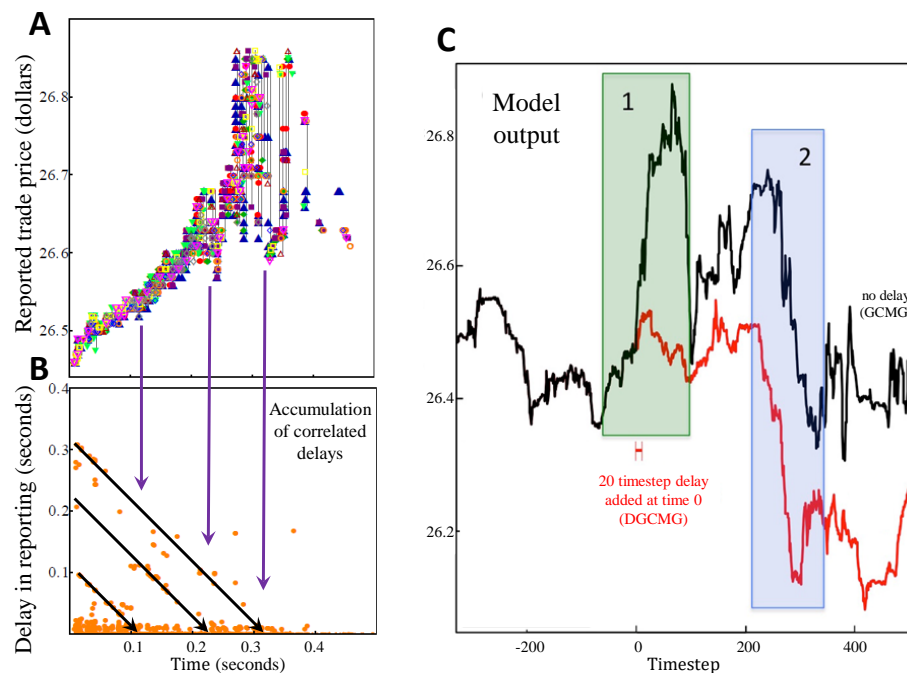 A
Reported trade price (dollars)
26.8
26.7
26.6
26.5
B
Delay in reporting (seconds)
0.4
0.3
0.2
0.1
Accumulation
of correlated
delays
0.1
0.2
0.3
0.4
Time (seconds)
C
Model
output
1
2
26.8
26.6
26.4
26.2
no delay
(GCMG)
20 timestep delay
added at time 0
(DGCMG)
-200
0
200
400
Timestep